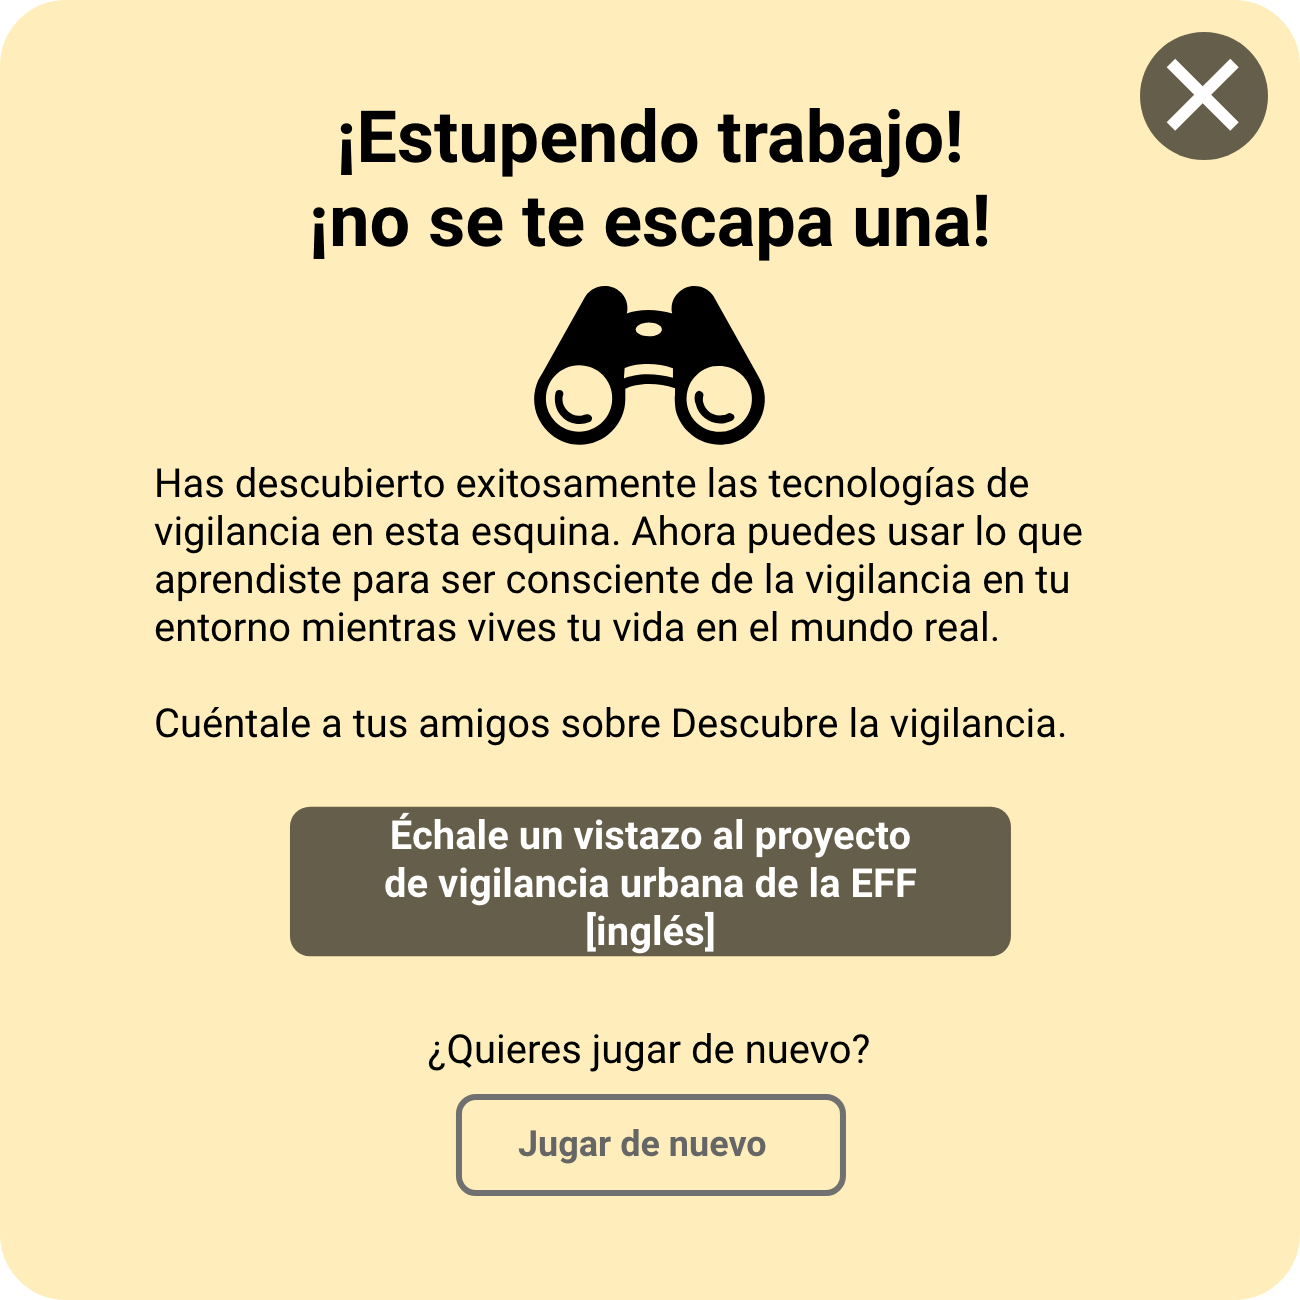 ¡Estupendo trabajo!
¡no se te escapa una!
Has descubierto exitosamente las tecnologías de
vigilancia en esta esquina. Ahora puedes usar lo que
aprendiste para ser consciente de la vigilancia en tu
entorno mientras vives tu vida en el mundo real.
Cuéntale a tus amigos sobre Descubre la vigilancia.
Échale un vistazo al proyecto
de vigilancia urbana de la EFF
[inglés]
¿Quieres jugar de nuevo?
Jugar de nuevo